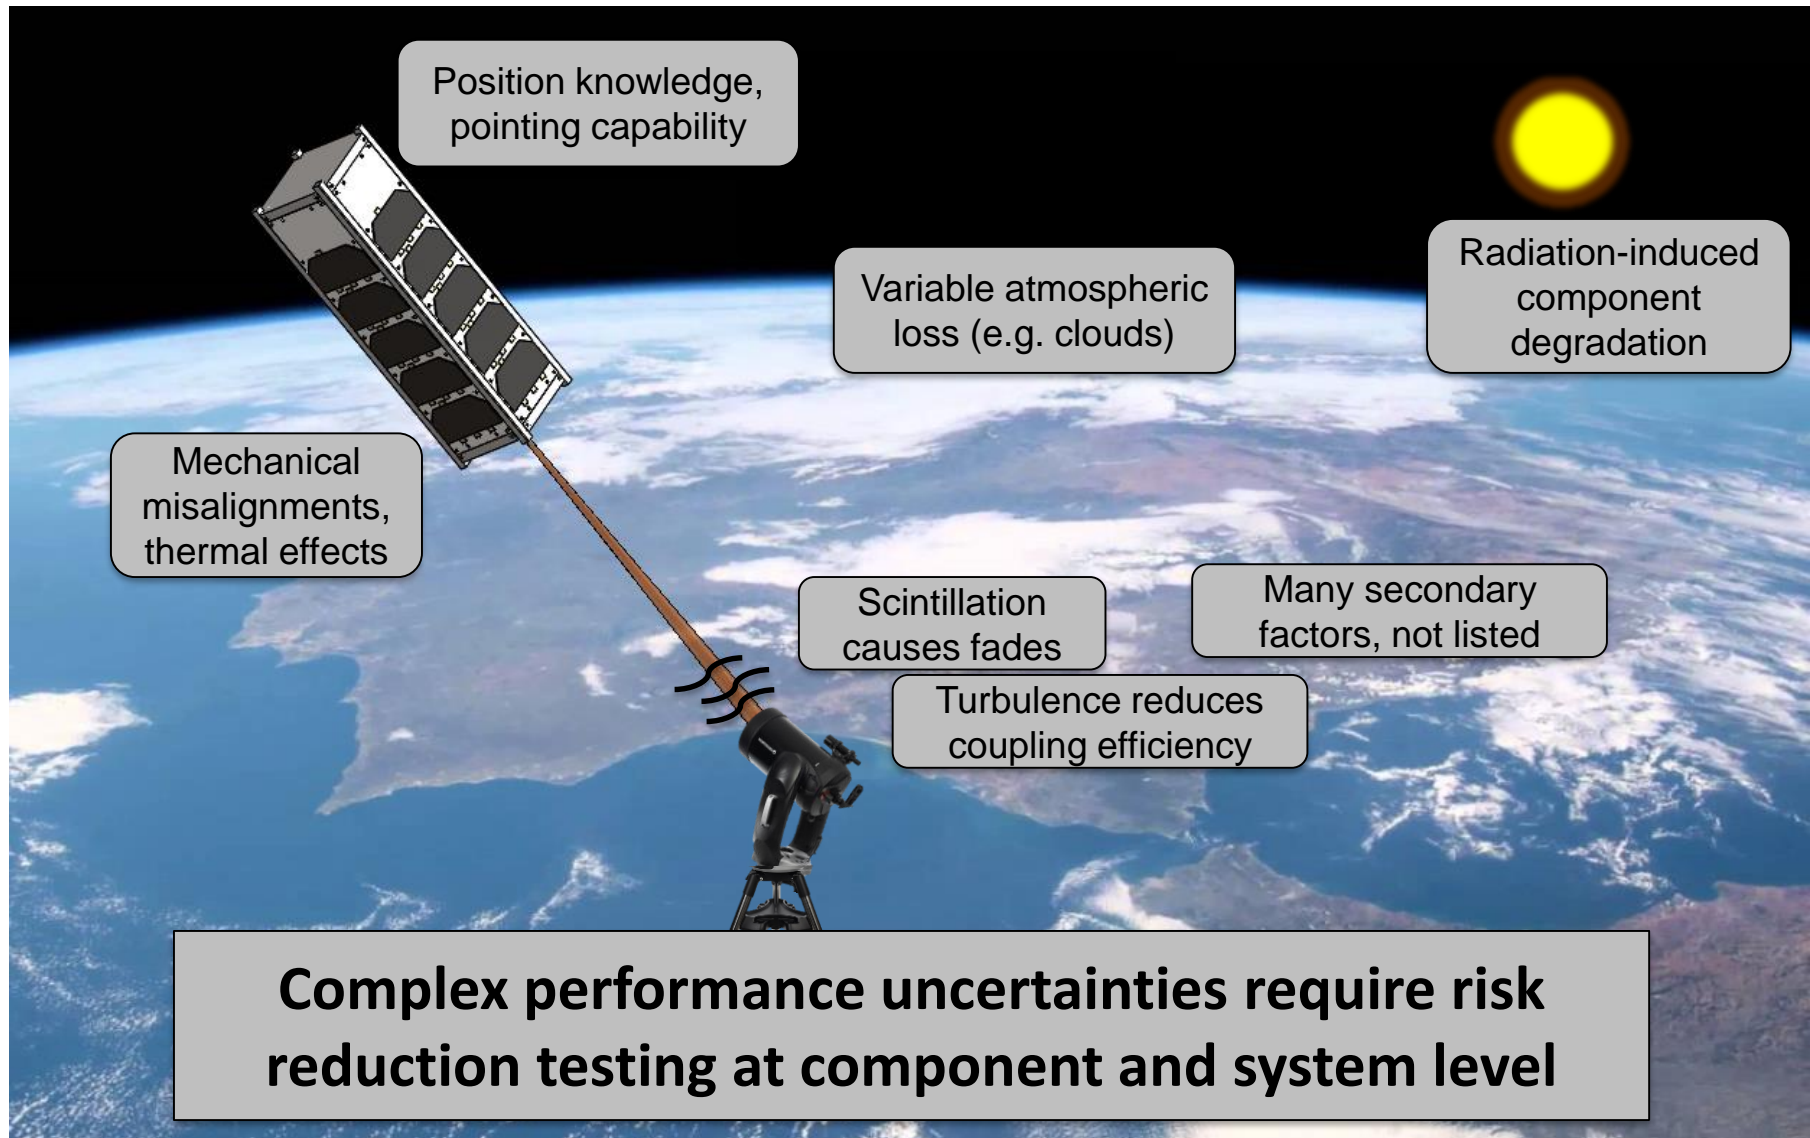 Position knowledge,
pointing capability
Variable atmospheric
loss (e.g. clouds)
Radiation-induced
component
degradation
Mechanical
misalignments,
thermal effects
Scintillation
causes fades
Many secondary
factors, not listed
Turbulence reduces
coupling efficiency
Complex performance uncertainties require risk
reduction testing at component and system level